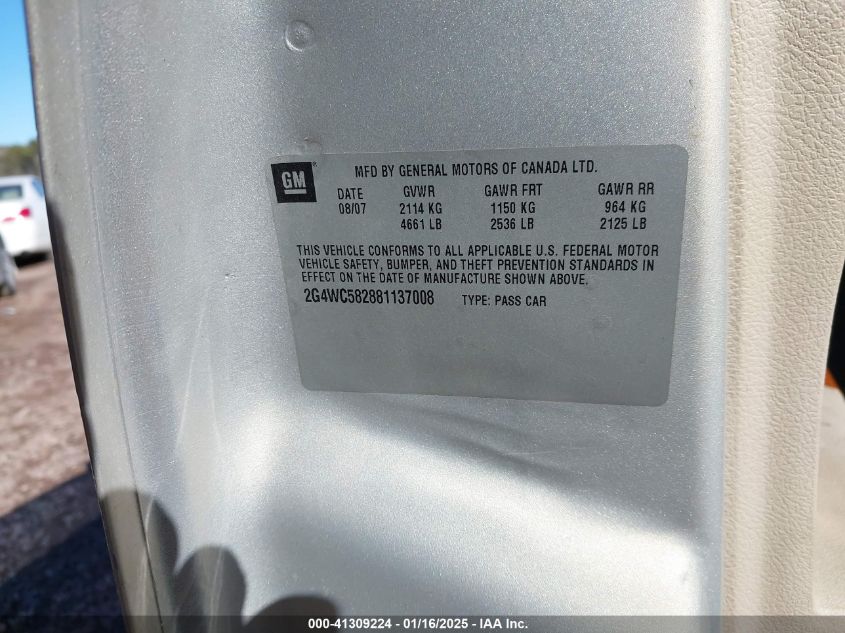 GM
MFD BY GENERAL MOTORS OF CANADA LTD.
DATE GVWR GAWR FRT GAWR RR
08/07 2114 KG 1150 KG 964 KG
4661 LB 2536 LB 2125 LB
THIS VEHICLE CONFORMS TO ALL APPLICABLE U.S. FEDERAL MOTOR
VEHICLE SAFETY, BUMPER, AND THEFT PREVENTION STANDARDS IN
EFFECT ON THE DATE OF MANUFACTURE SHOWN ABOVE.
2G4WC582881137008 TYPE: PASS CAR
000-41309224 - 01/16/2025 - IAA Inc.